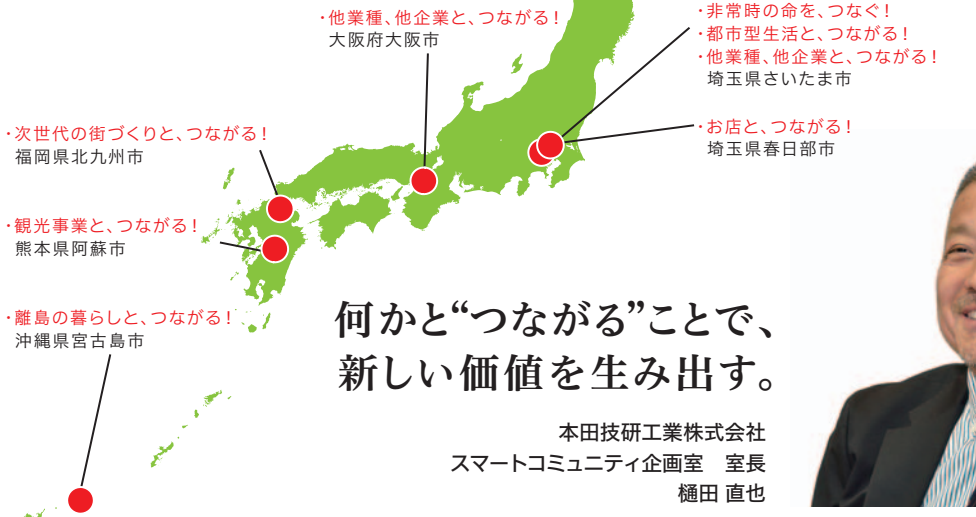 ・他業種、他企業と、つながる!
大阪府大阪市
・非常時の命を、つなぐ!
・都市型生活と、つながる!
・他業種、他企業と、つながる!
埼玉県さいたま市
・お店と、つながる!
埼玉県春日部市
・次世代の街づくりと、つながる!
福岡県北九州市
・観光事業と、つながる!
熊本県阿蘇市
・離島の暮らしと、つながる!
沖縄県宮古島市
何かと“つながる”ことで、
新しい価値を生み出す。
本田技研工業株式会社
スマートコミュニティ企画室　室長
樋田 直也